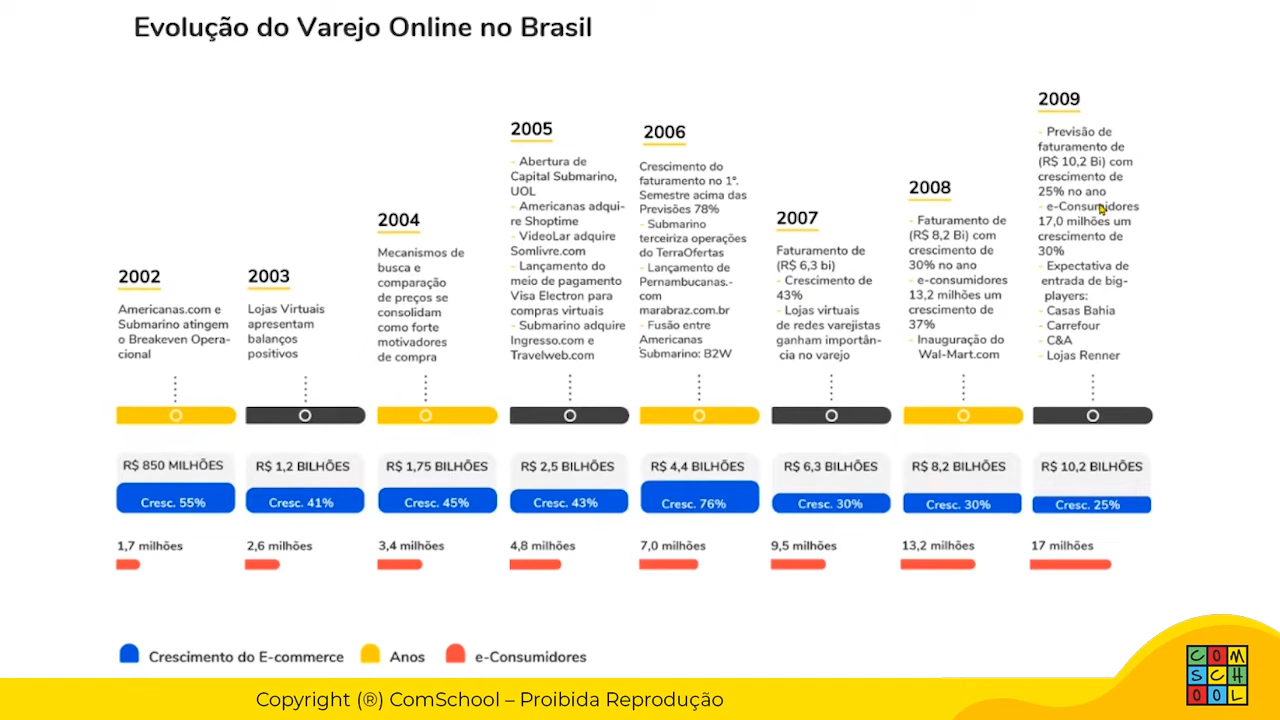 Evolução do Varejo Online no Brasil
2002
Americanas.com e
Submarino atingem
o Breakeven Opera-
cional
2003
Lojas Virtuais
apresentam
balanços
positivos
2004
Mecanismos de
busca e
comparação
de preços se
consolidam
como forte
motivadores
de compra
2005
- Abertura de
Capital Submarino,
UOL
- Americanas adqui-
re Shoptime
- VideoLar adquire
Somlivre.com
- Lançamento do
meio de pagamento
Visa Electron para
compras virtuais
- Submarino adquire
Ingresso.com e
Travelweb.com
2006
Crescimento do
faturamento no 1º.
Semestre acima das
Previsões 78%
- Submarino
terceiriza operações
do TerraOfertas
- Lançamento de
Pernambucanas.-
com
marabraz.com.br
- Fusão entre
Americanas
Submarino: B2W
2007
Faturamento de
(R$ 6,3 bi)
- Crescimento de
43%
- Lojas virtuais
de redes varejistas
ganham importân-
cia no varejo
2008
- Faturamento de
(R$ 8,2 Bi) com
crescimento de
30% no ano
- e-consumidores
13,2 milhões um
crescimento de
37%
- Inauguração do
Wal-Mart.com
2009
- Previsão de
faturamento de
(R$ 10,2 Bi) com
crescimento de
25% no ano
- e-Consumidores
17,0 milhões um
crescimento de
30%
- Expectativa de
entrada de big-
players:
- Casas Bahia
- Carrefour
- C&A
- Lojas Renner
R$ 850 MILHÕES
R$ 1,2 BILHÕES
R$ 1,75 BILHÕES
R$ 2,5 BILHÕES
R$ 4,4 BILHÕES
R$ 6,3 BILHÕES
R$ 8,2 BILHÕES
R$ 10,2 BILHÕES
Cresc. 55%
Cresc. 41%
Cresc. 45%
Cresc. 43%
Cresc. 76%
Cresc. 30%
Cresc. 30%
Cresc. 25%
1,7 milhões
2,6 milhões
3,4 milhões
4,8 milhões
7,0 milhões
9,5 milhões
13,2 milhões
17 milhões
Crescimento do E-commerce
Anos
e-Consumidores
Copyright (®) ComSchool – Proibida Reprodução
COM
SCH
OOL